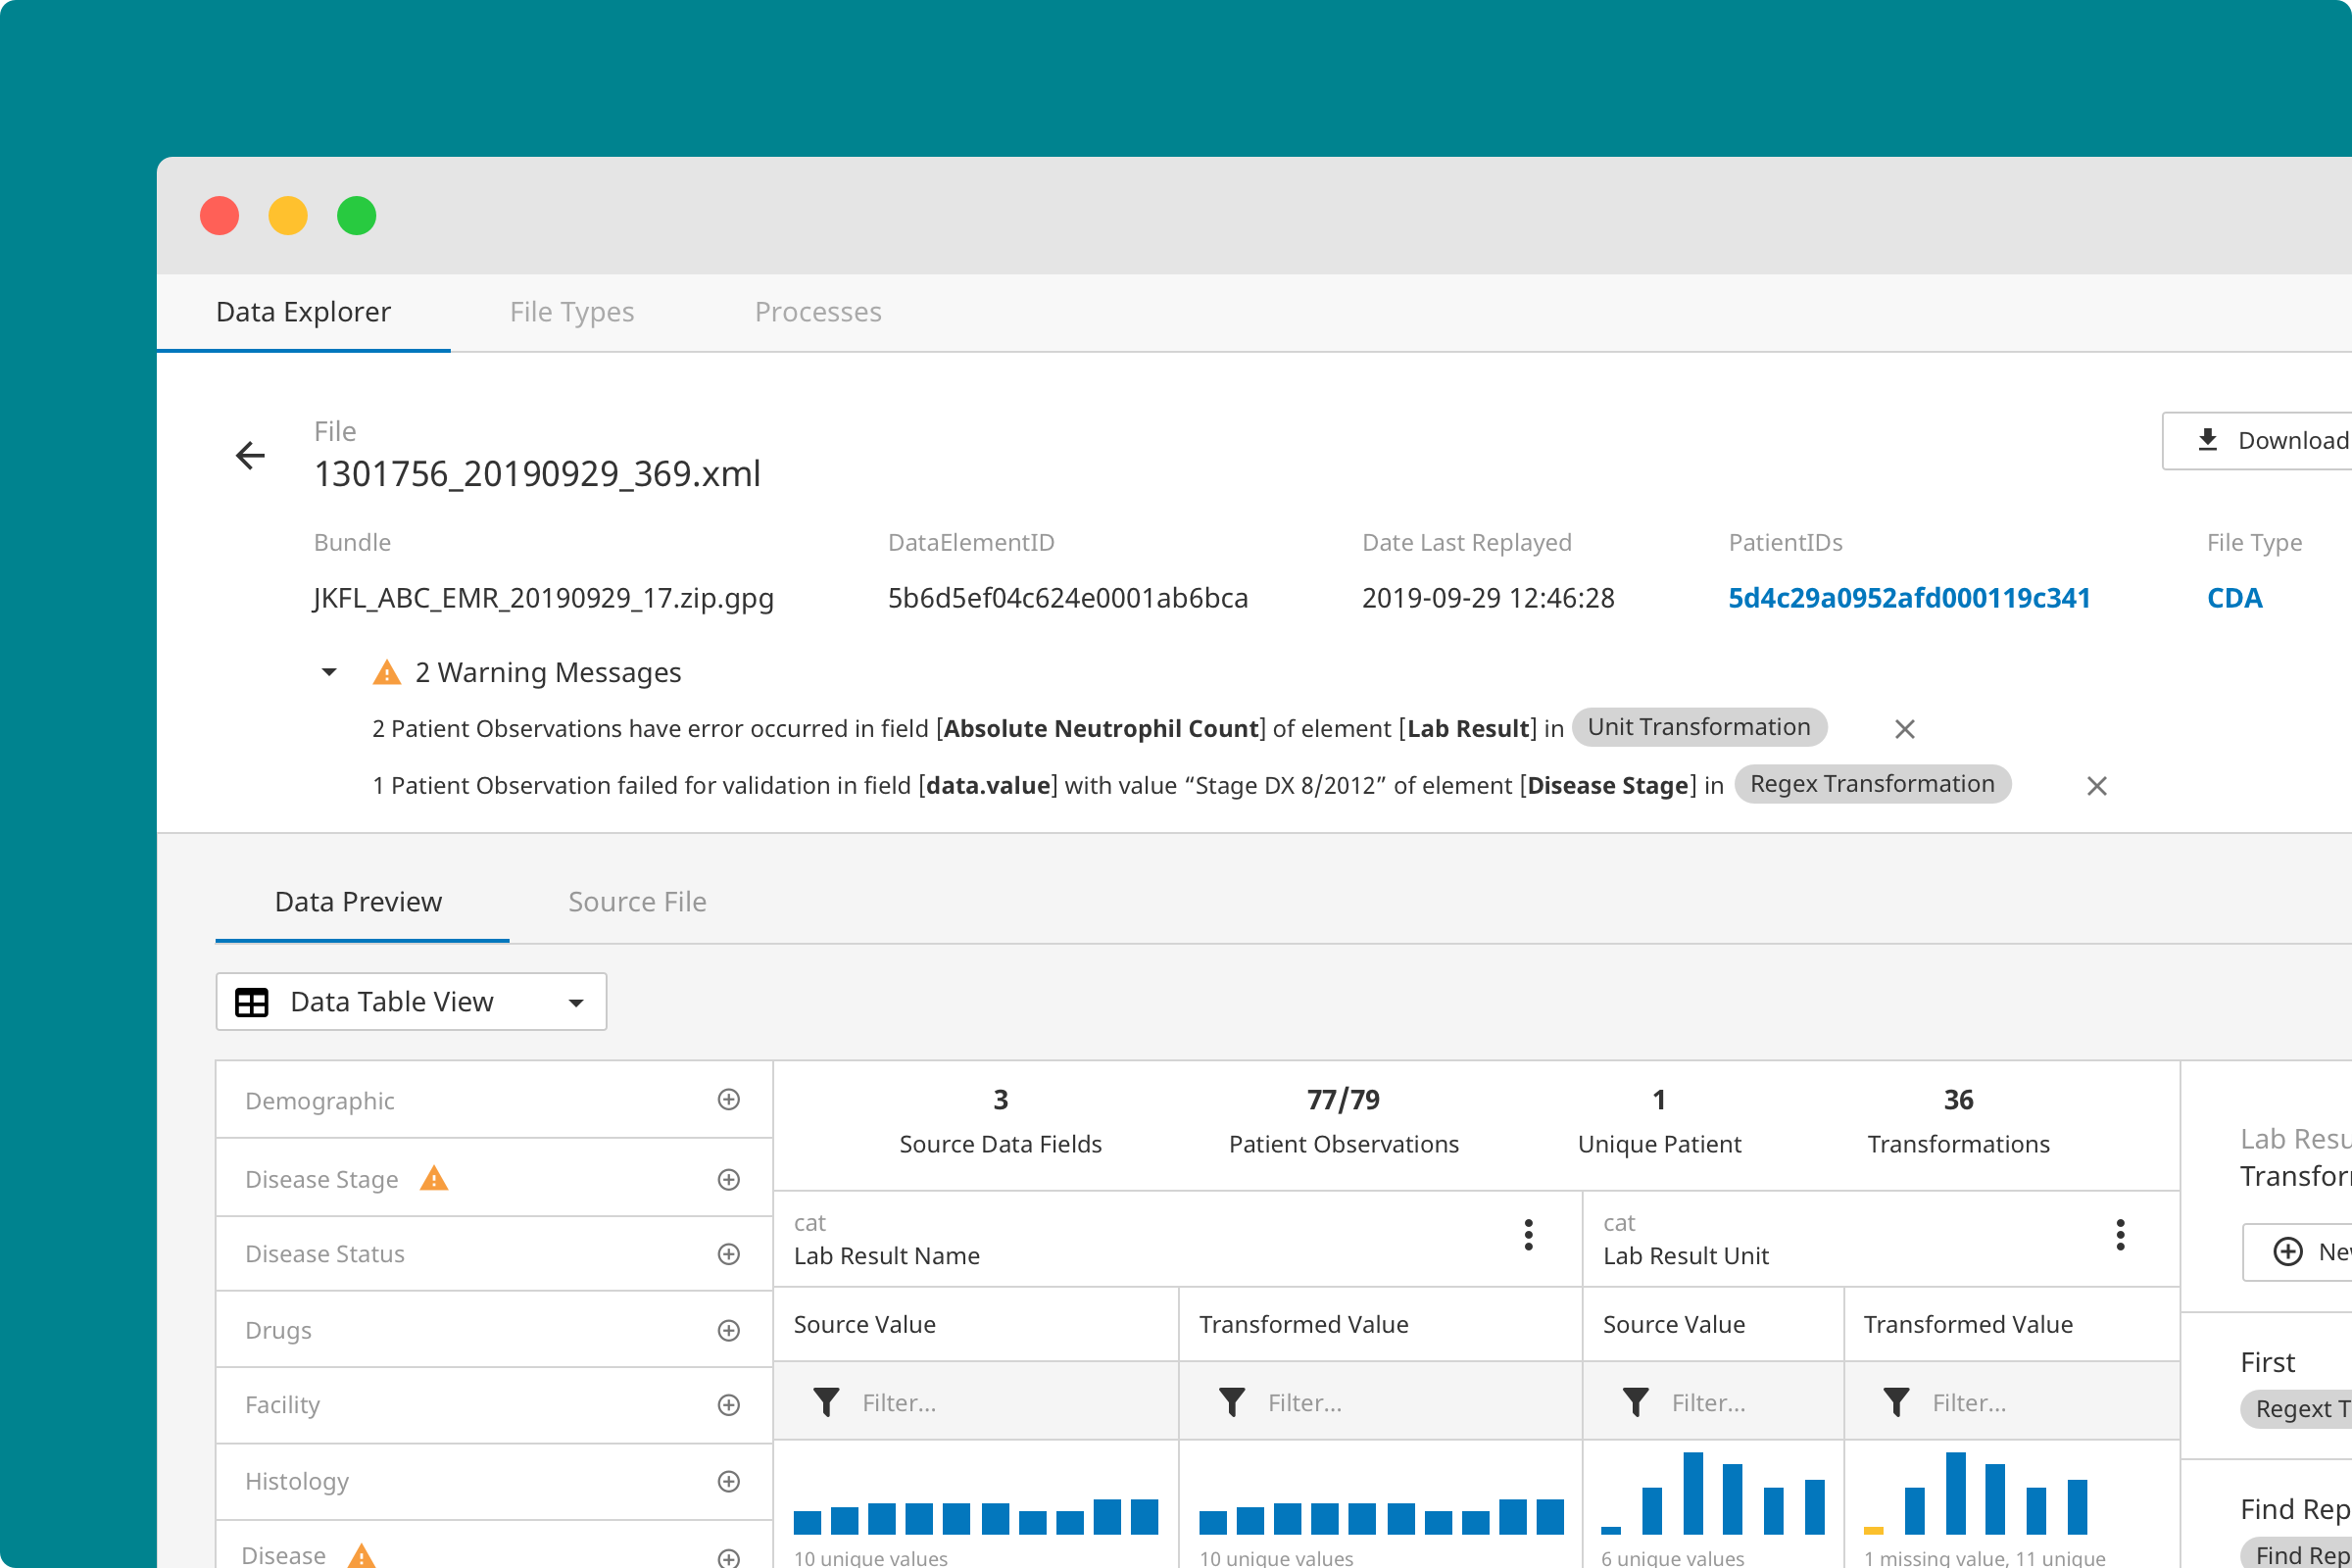 Data Explorer File Types Processes
File
1301756_20190929_369.xml
Download
Bundle DataElementID Date Last Replayed PatientIDs File Type
JKFL_ABC_EMR_20190929_17.zip.gpg 5b6d5ef04c624e0001ab6bca 2019-09-29 12:46:28 5d4c29a0952afd000119c341 CDA
2 Warning Messages
2 Patient Observations have error occurred in field [Absolute Neutrophil Count] of element [Lab Result] in Unit Transformation
1 Patient Observation failed for validation in field [data.value] with value “Stage DX 8/2012” of element [Disease Stage] in Regex Transformation
Data Preview Source File
Data Table View
Demographic
Disease Stage
Disease Status
Drugs
Facility
Histology
Disease
3 77/79 1 36
Source Data Fields Patient Observations Unique Patient Transformations
cat
Lab Result Name
cat
Lab Result Unit
Source Value Transformed Value Source Value Transformed Value
Filter... Filter... Filter... Filter...
10 unique values 10 unique values 6 unique values 1 missing value, 11 unique
Lab Resu
Transfor
Ne
First
Regext T
Find Rep
Find Rep